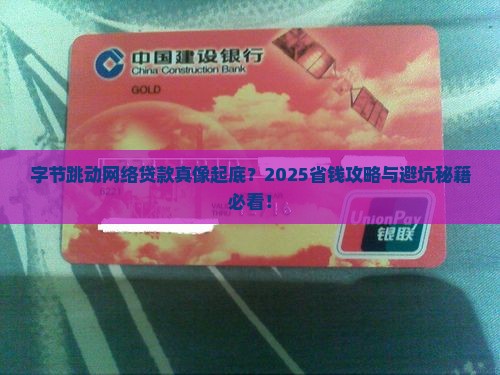 中国建设银行
China Construction Bank
GOLD
字节跳动网络贷款真像起底？2025省钱攻略与避坑秘籍
必看！
UnionPay
银联